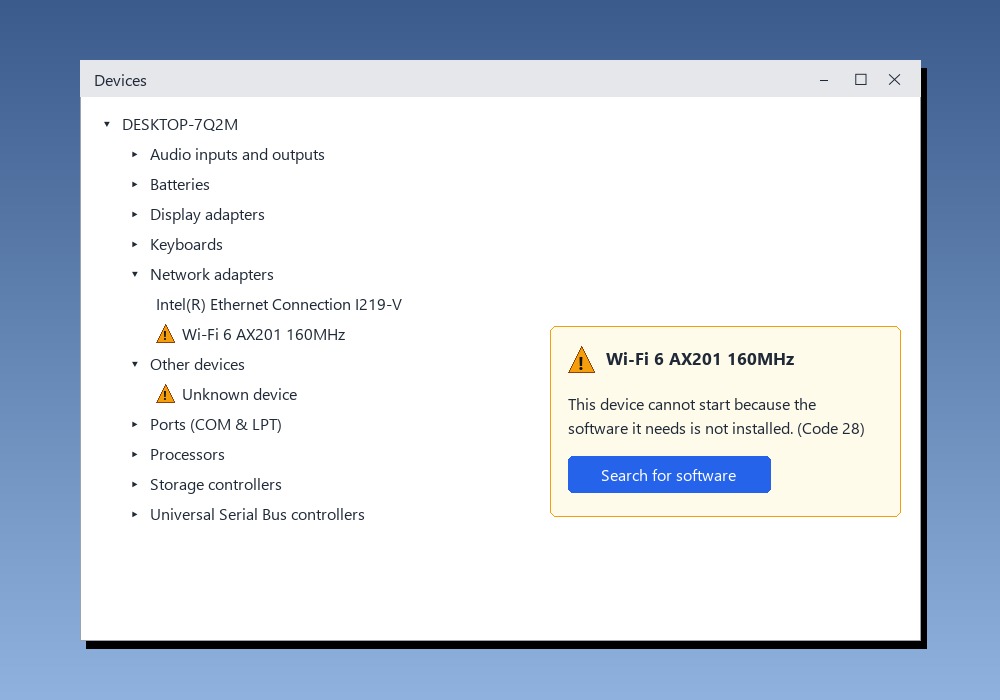 Devices
DESKTOP-7Q2M
Audio inputs and outputs
Batteries
Display adapters
Keyboards
Network adapters
Intel(R) Ethernet Connection I219-V
Wi-Fi 6 AX201 160MHz
Other devices
Unknown device
Ports (COM & LPT)
Processors
Storage controllers
Universal Serial Bus controllers
Wi-Fi 6 AX201 160MHz
This device cannot start because the
software it needs is not installed. (Code 28)
Search for software